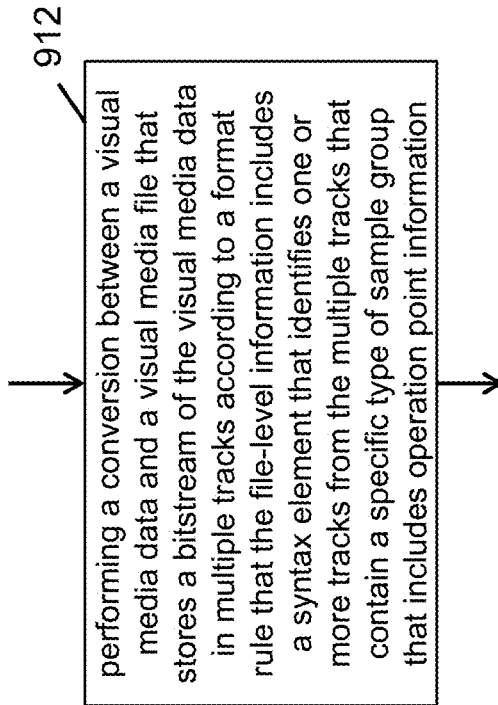 912
performing a conversion between a visual
media data and a visual media file that
stores a bitstream of the visual media data
in multiple tracks according to a format
rule that the file-level information includes
a syntax element that identifies one or
more tracks from the multiple tracks that
contain a specific type of sample group
that includes operation point information